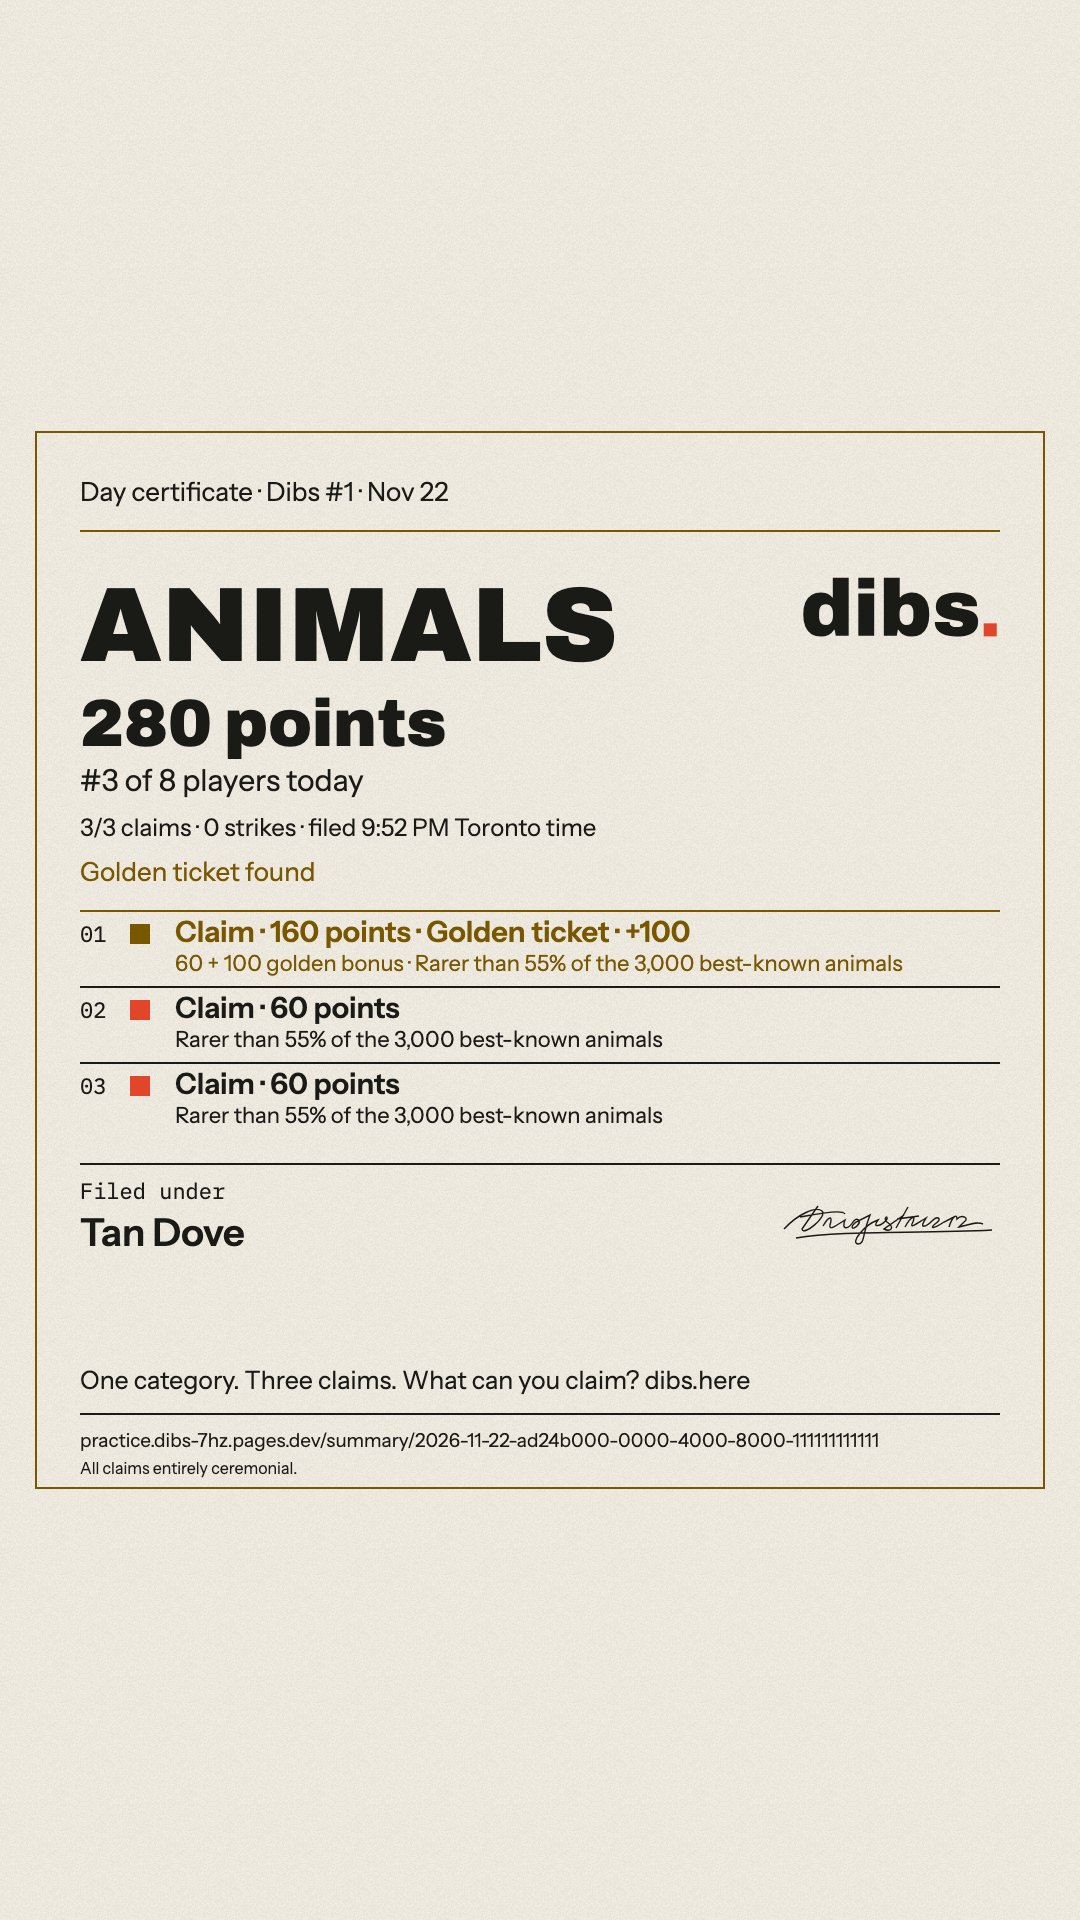 Day certificate · Dibs #1 · Nov 22
ANIMALS
dibs.
280 points
#3 of 8 players today
3/3 claims · 0 strikes · filed 9:52 PM Toronto time
Golden ticket found
01 Claim · 160 points · Golden ticket · +100
60 + 100 golden bonus · Rarer than 55% of the 3,000 best-known animals
02 Claim · 60 points
Rarer than 55% of the 3,000 best-known animals
03 Claim · 60 points
Rarer than 55% of the 3,000 best-known animals
Filed under
Tan Dove
One category. Three claims. What can you claim? dibs.here
practice.dibs-7hz.pages.dev/summary/2026-11-22-ad24b000-0000-4000-8000-111111111111
All claims entirely ceremonial.